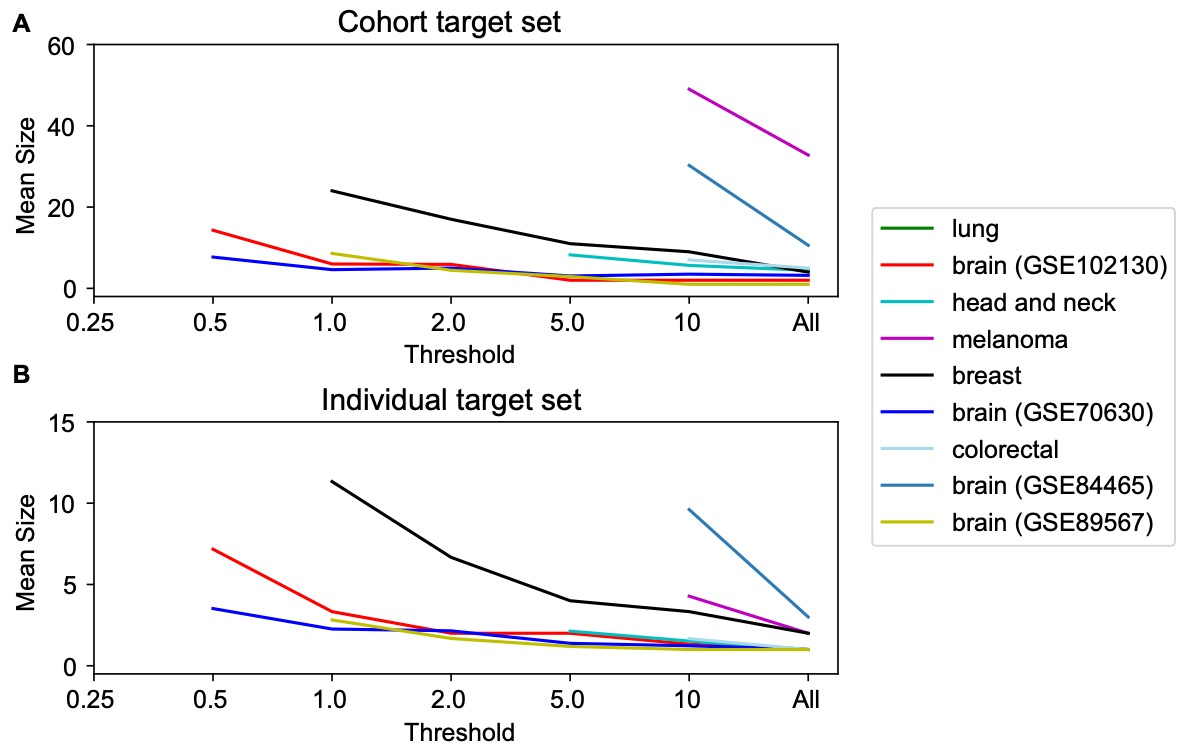 A
Cohort target set
60
40
20
0
Mean Size
0.25 0.5 1.0 2.0 5.0 10 All
Threshold
B
Individual target set
15
10
5
0
Mean Size
0.25 0.5 1.0 2.0 5.0 10 All
Threshold
lung
brain (GSE102130)
head and neck
melanoma
breast
brain (GSE70630)
colorectal
brain (GSE84465)
brain (GSE89567)